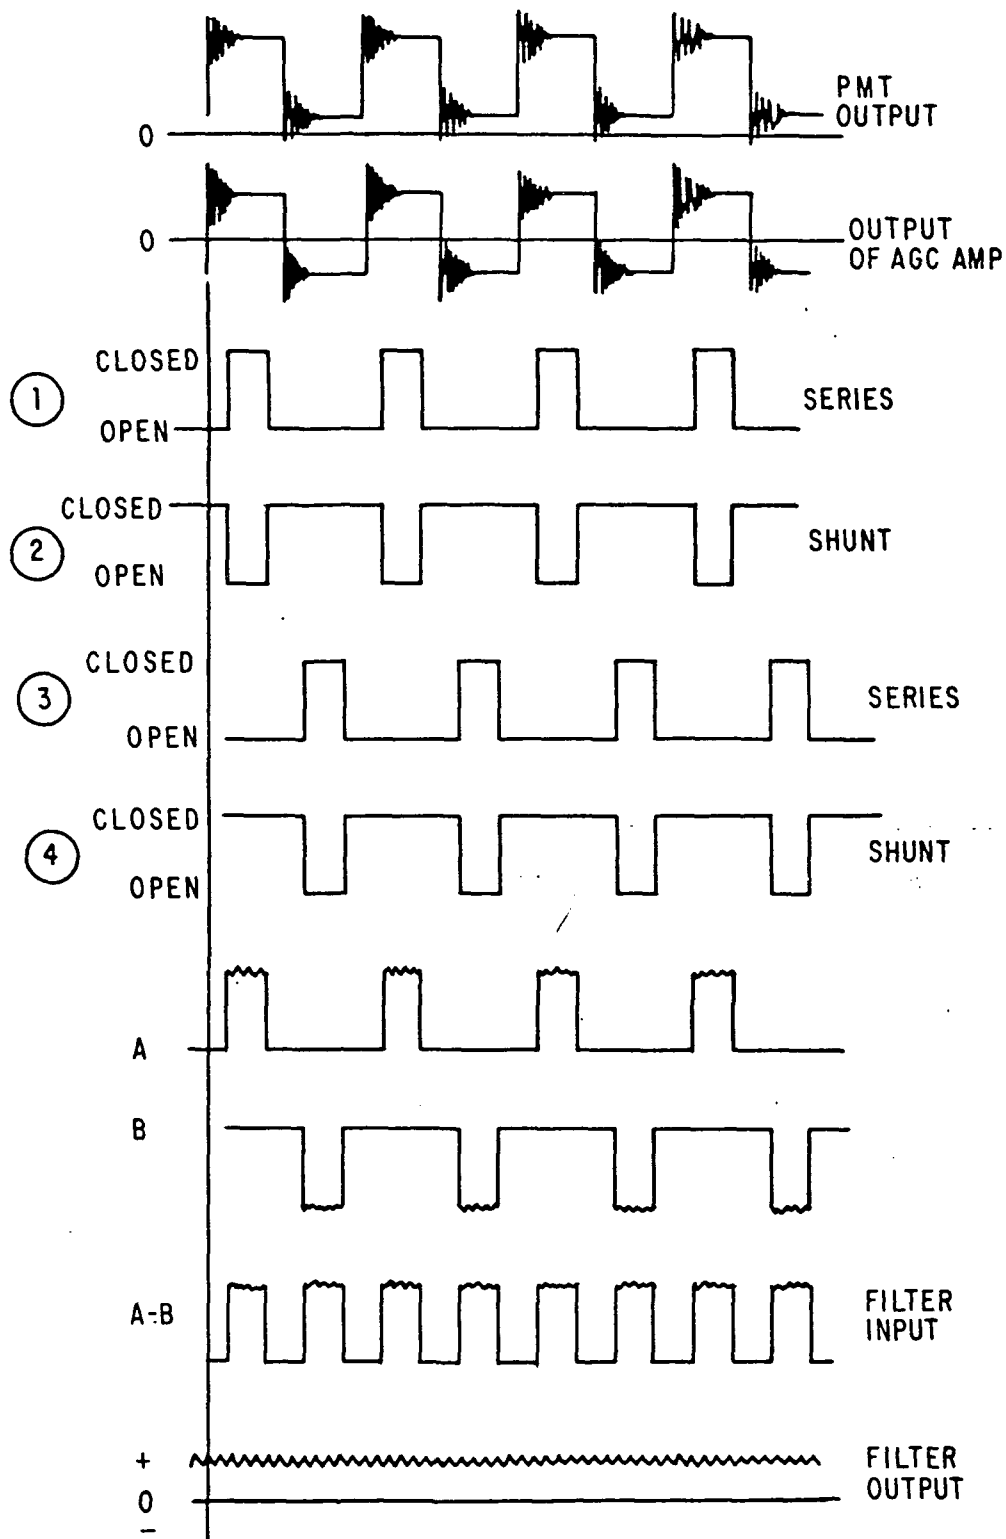 PMT
OUTPUT
0
0
OUTPUT
OF AGC AMP
CLOSED
1
SERIES
OPEN
CLOSED
2
SHUNT
OPEN
CLOSED
3
SERIES
OPEN
CLOSED
4
SHUNT
OPEN
A
B
A-B
FILTER
INPUT
+
FILTER
OUTPUT
0
-